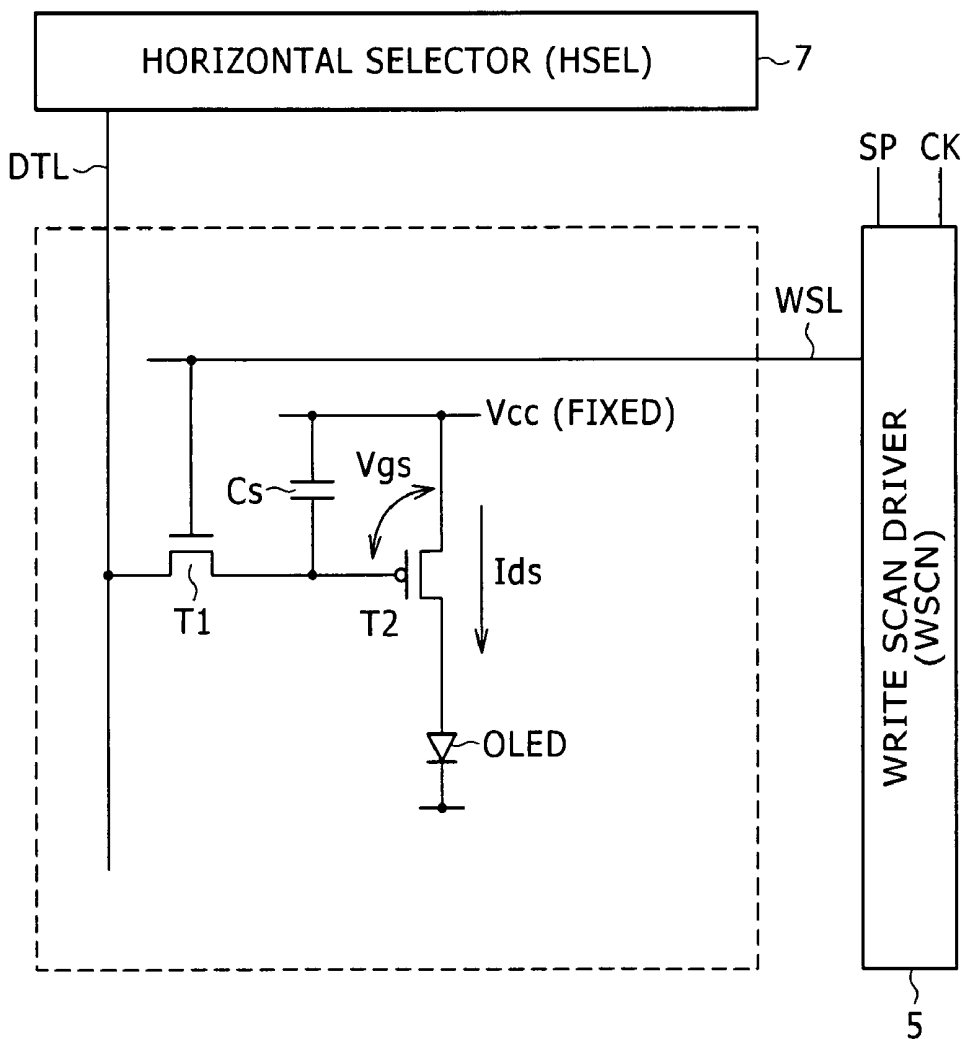 HORIZONTAL SELECTOR (HSEL)
7
DTL
SP CK
WSL
Vcc (FIXED)
Vgs
Cs
Ids
T1
T2
OLED
WRITE SCAN DRIVER
(WSCN)
5